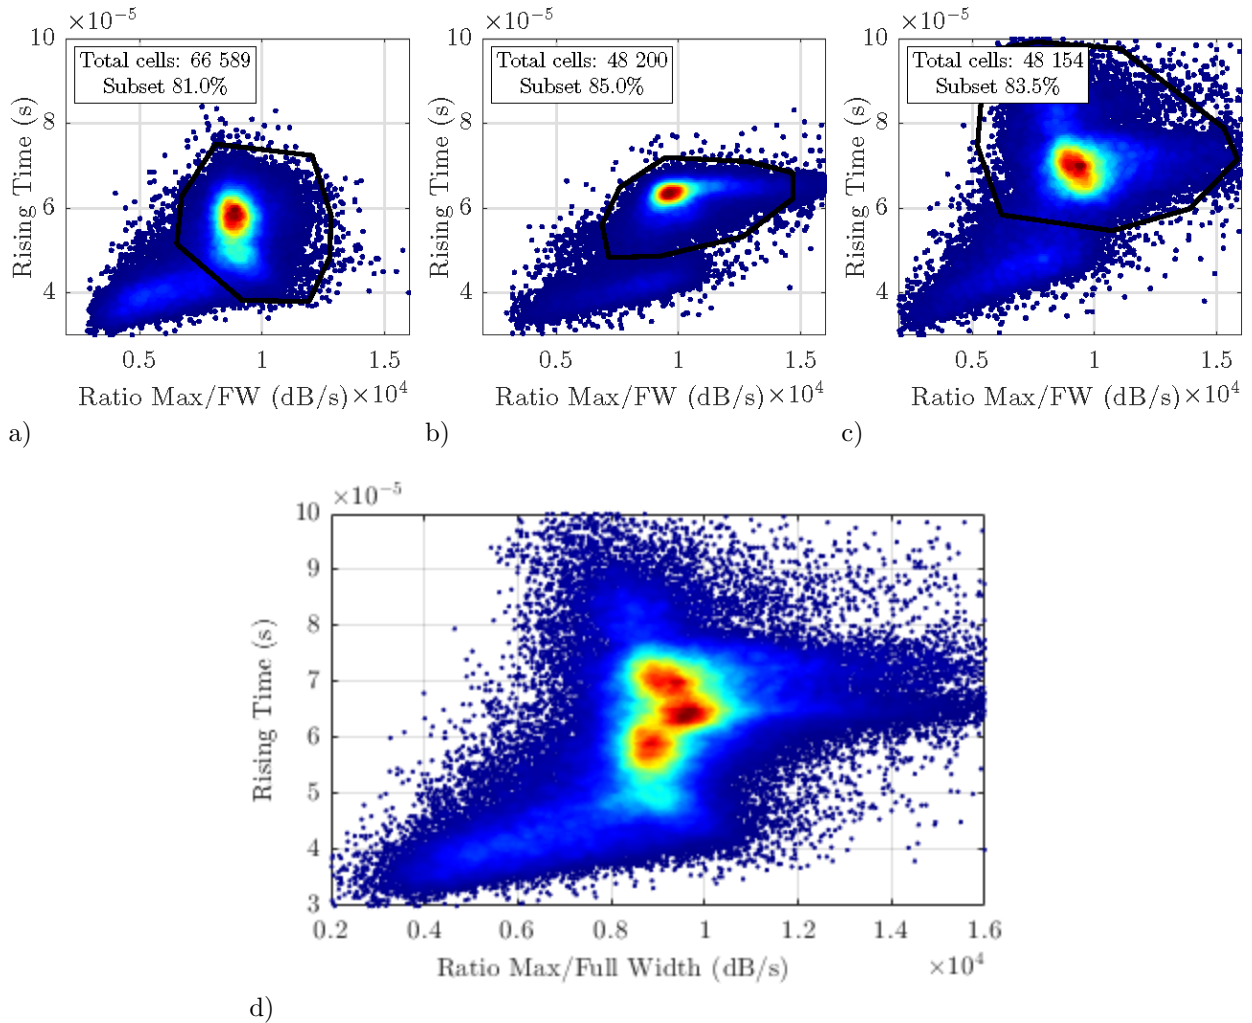 ×10⁻⁵
10
8
6
4
Rising Time (s)
Total cells: 66 589
Subset 81.0%
0.5
1
1.5
Ratio Max/FW (dB/s)×10⁴
a)
×10⁻⁵
10
8
6
4
Rising Time (s)
Total cells: 48 200
Subset 85.0%
0.5
1
1.5
Ratio Max/FW (dB/s)×10⁴
b)
×10⁻⁵
10
8
6
4
Rising Time (s)
Total cells: 48 154
Subset 83.5%
0.5
1
1.5
Ratio Max/FW (dB/s)×10⁴
c)
×10⁻⁵
10
9
8
7
6
5
4
3
Rising Time (s)
0.2
0.4
0.6
0.8
1
1.2
1.4
1.6
Ratio Max/Full Width (dB/s)
×10⁴
d)